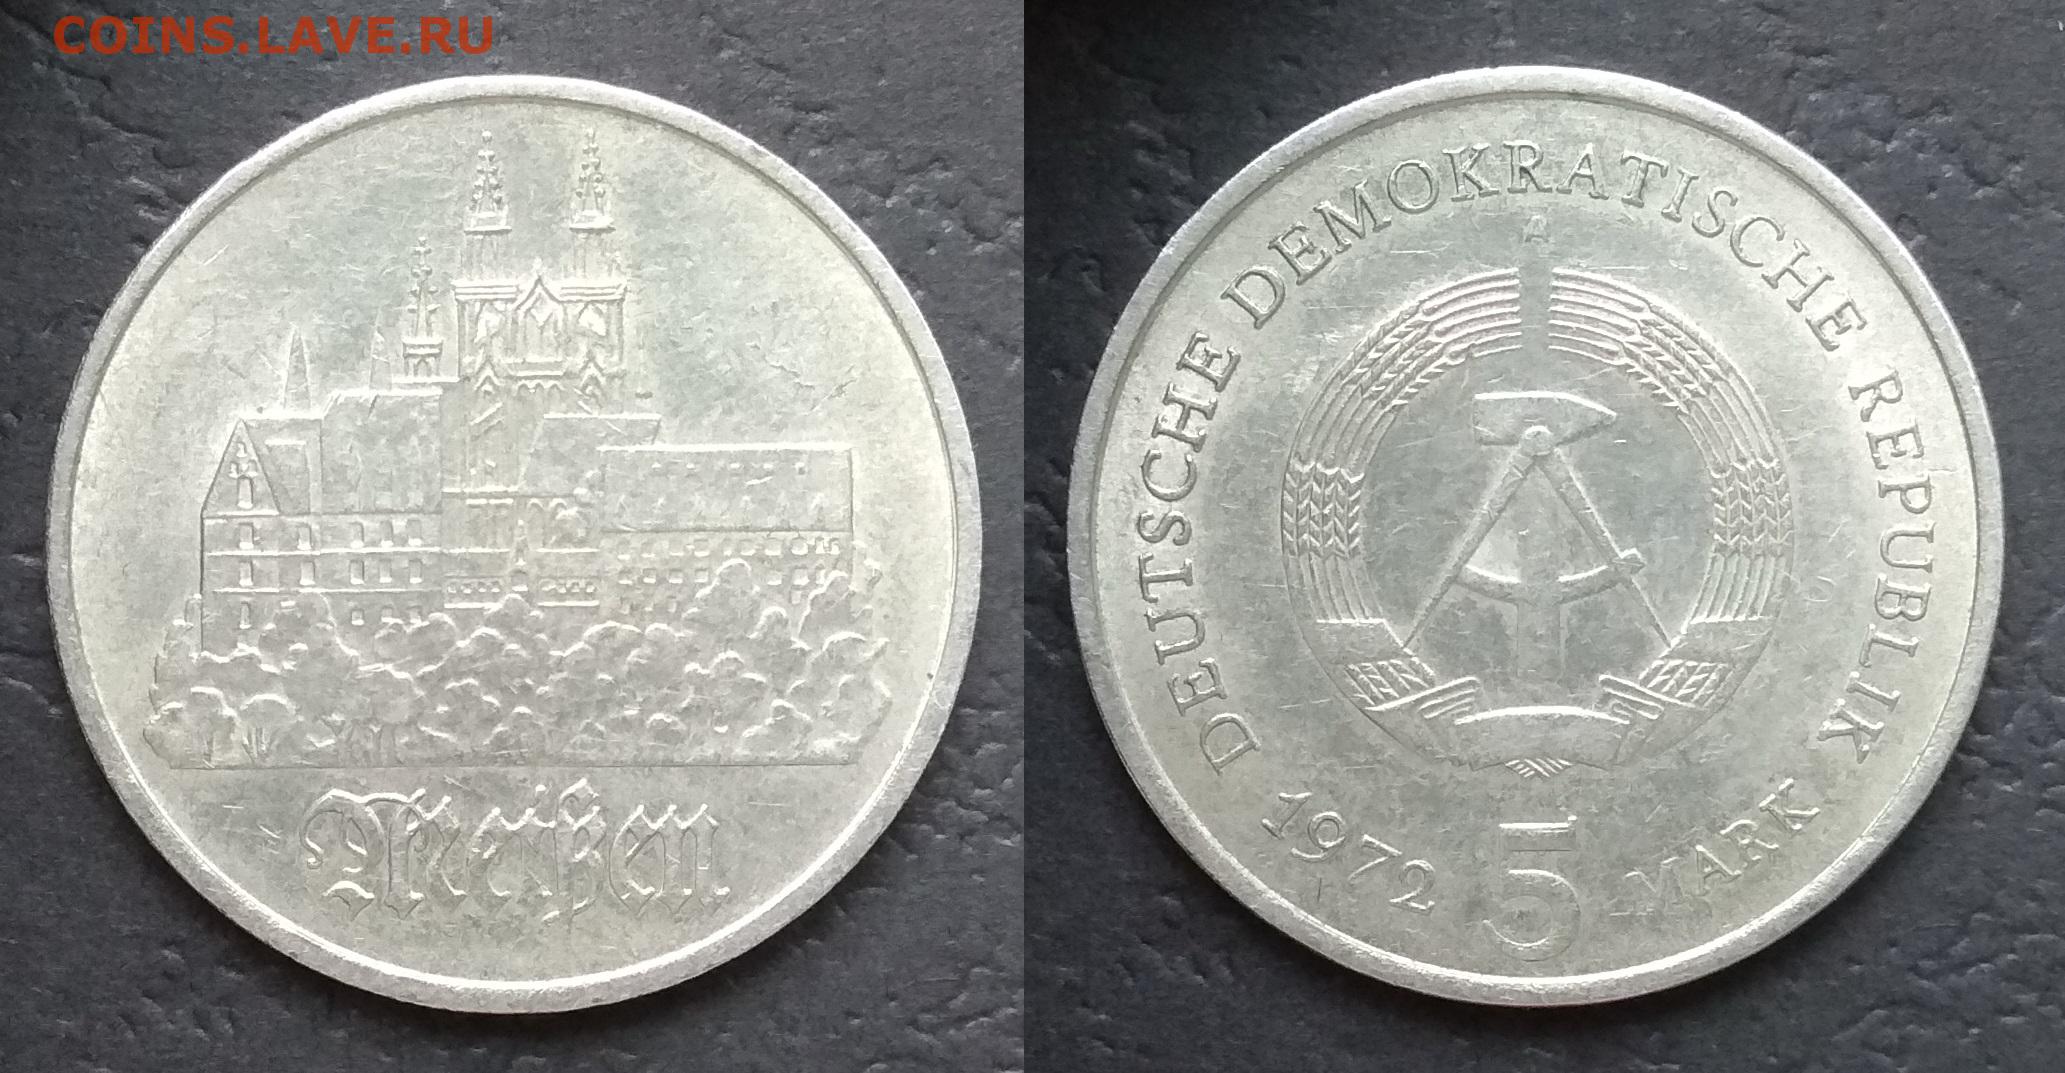 COINS.LAVE.RU
Meißen
DEUTSCHE DEMOKRATISCHE REPUBLIK
A
1972 5 MARK